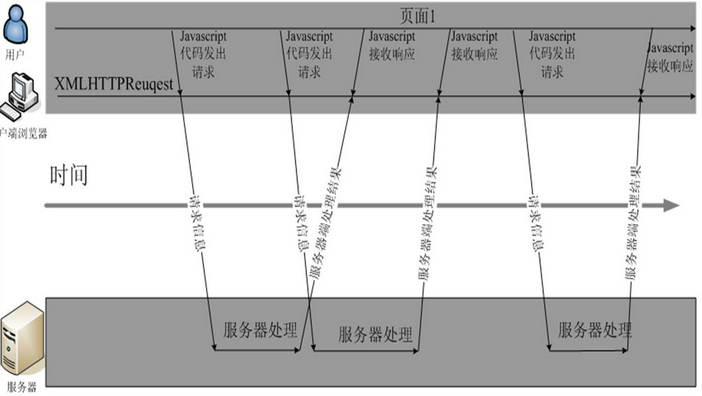 页面1
用户
Javascript
代码发出
请求
Javascript
代码发出
请求
Javascript
接收响应
Javascript
接收响应
Javascript
代码发出
请求
Javascript
接收响应
XMLHTTPReuqest
户端浏览器
时间
请求信息
请求信息
服务器端处理结果
服务器端处理结果
请求信息
服务器端处理结果
服务器处理
服务器处理
服务器处理
服务器